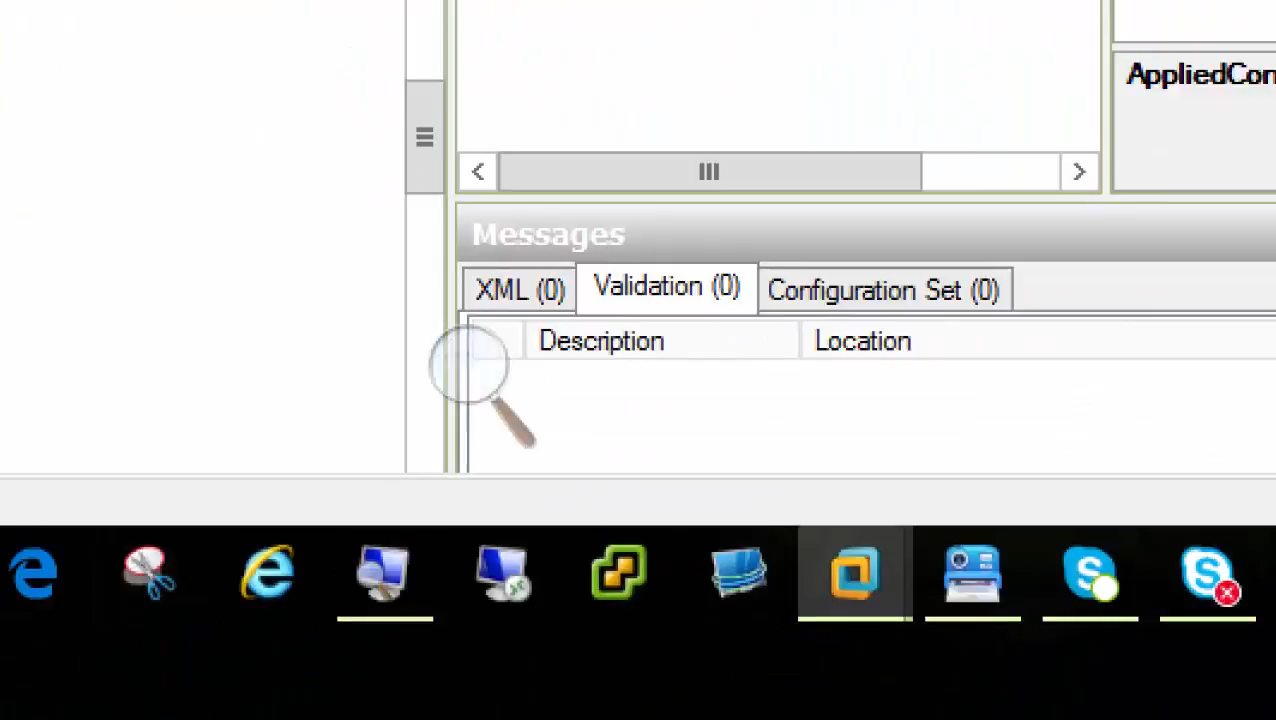 AppliedCon
Messages
XML (0) Validation (0) Configuration Set (0)
Description Location